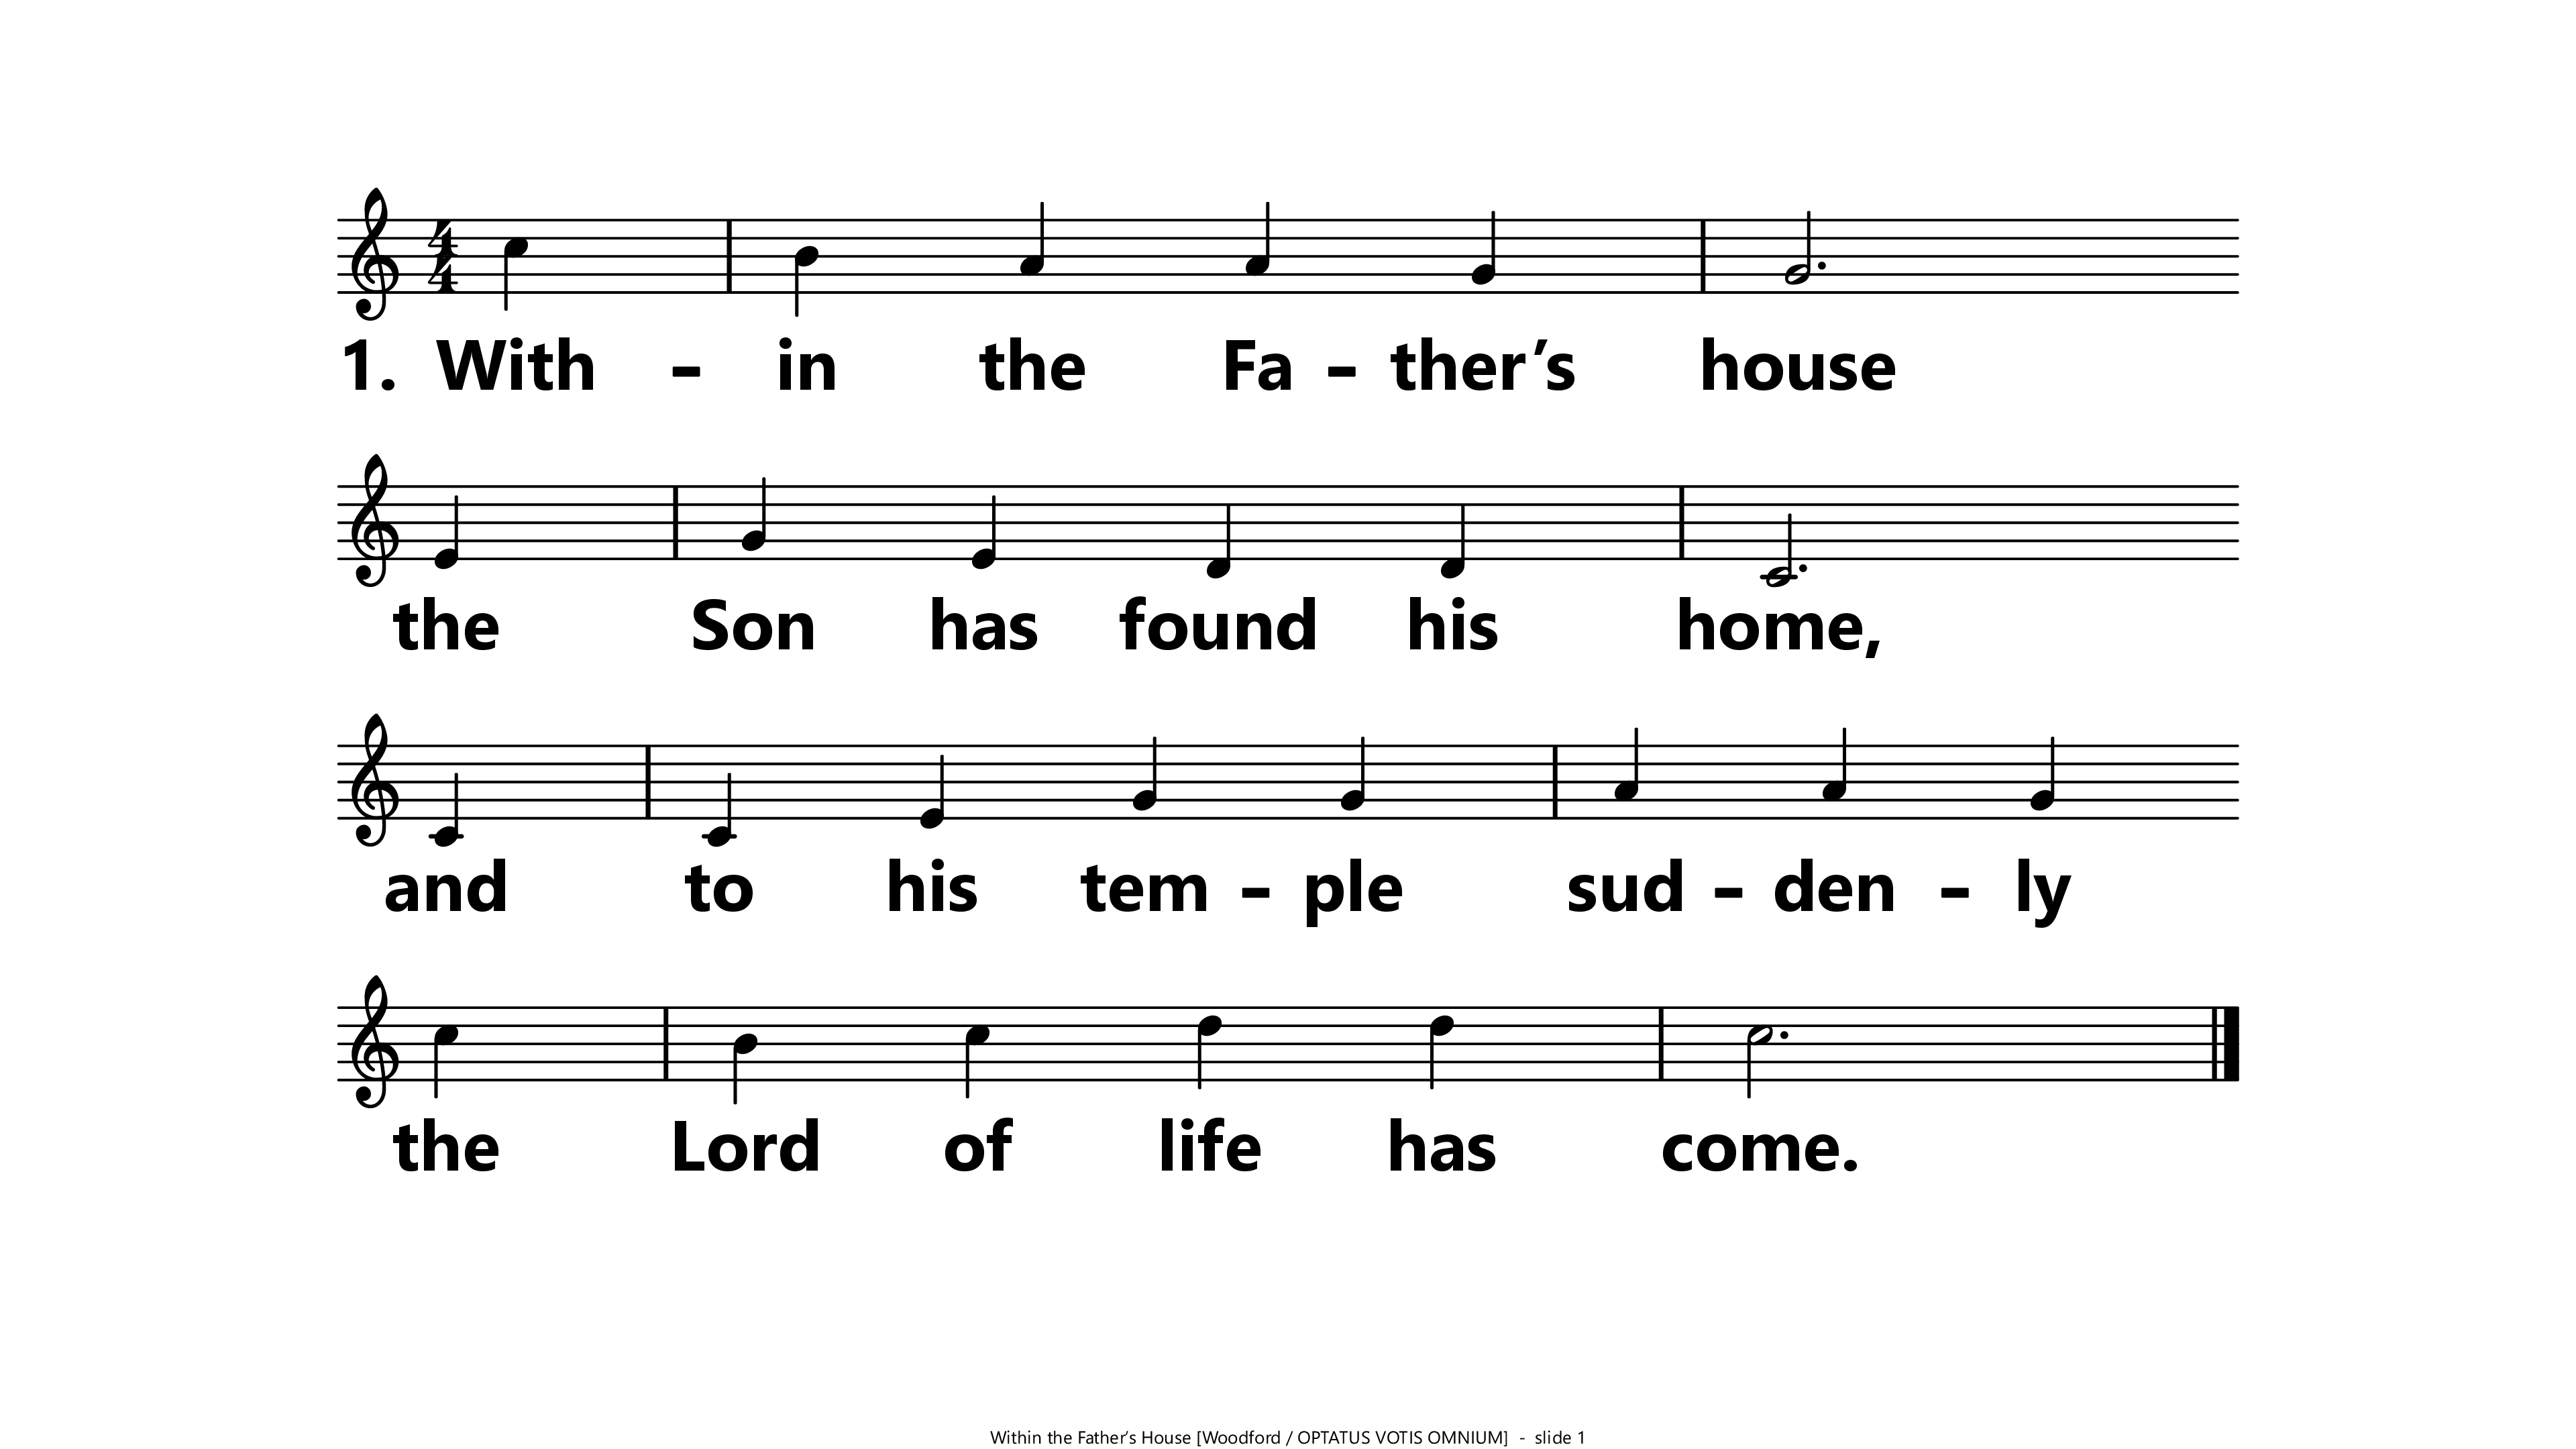 1. With - in the Fa - ther’s house
the Son has found his home,
and to his tem - ple sud - den - ly
the Lord of life has come.
Within the Father’s House [Woodford / OPTATUS VOTIS OMNIUM] - slide 1